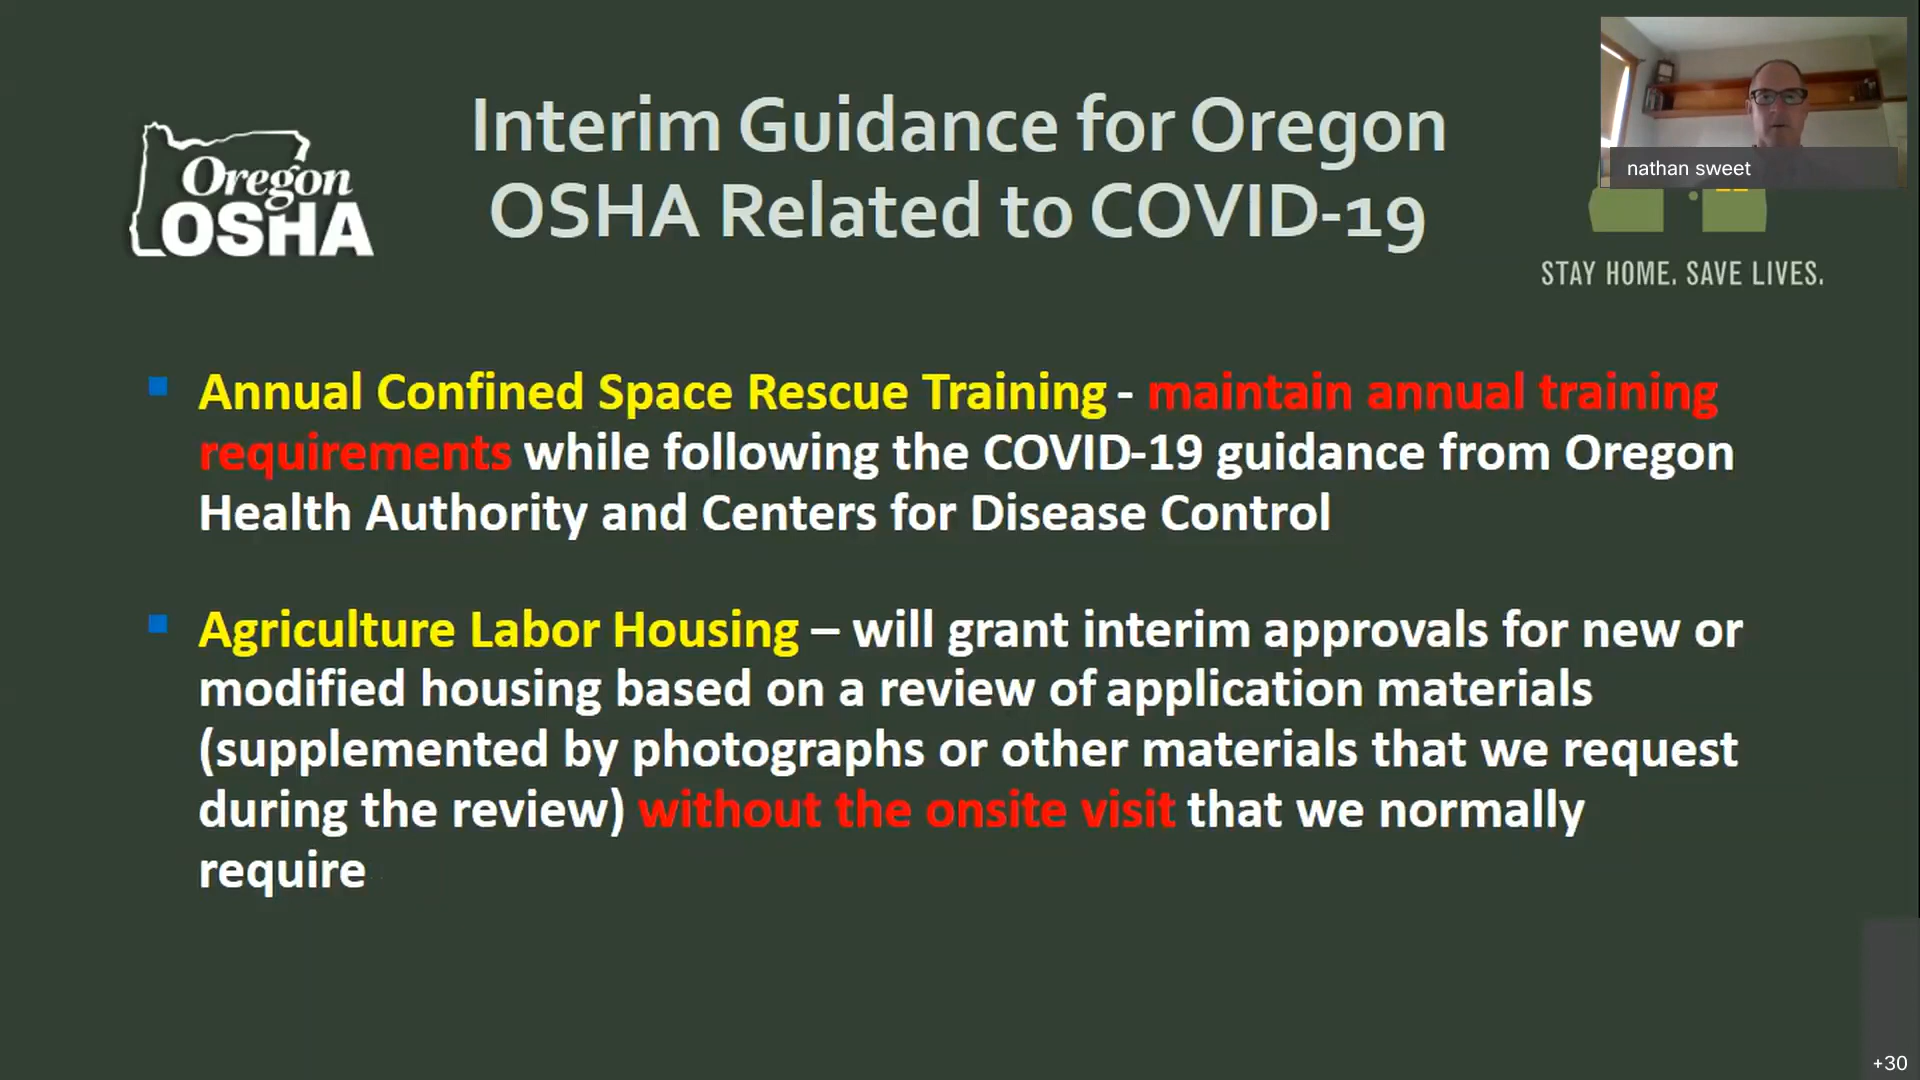 Interim Guidance for Oregon
OSHA Related to COVID-19
Oregon
OSHA
nathan sweet
STAY HOME. SAVE LIVES.
Annual Confined Space Rescue Training - maintain annual training
requirements while following the COVID-19 guidance from Oregon
Health Authority and Centers for Disease Control
Agriculture Labor Housing – will grant interim approvals for new or
modified housing based on a review of application materials
(supplemented by photographs or other materials that we request
during the review) without the onsite visit that we normally
require
+30